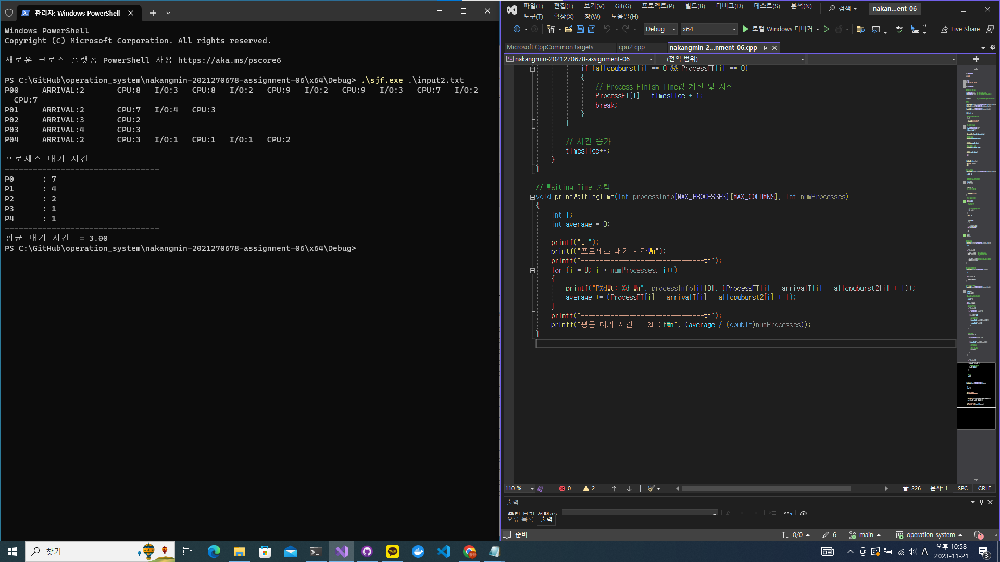 관리자: Windows PowerShell
Windows PowerShell
Copyright (C) Microsoft Corporation. All rights reserved.
새로운 크로스 플랫폼 PowerShell 사용 https://aka.ms/pscore6
PS C:\GitHub\operation_system\nakangmin-2021270678-assignment-06\x64\Debug> .\sjf.exe .\input2.txt
P00 ARRIVAL:2 CPU:8 I/O:3 CPU:8 I/O:2 CPU:9 I/O:2 CPU:9 I/O:3 CPU:7 I/O:2
CPU:7
P01 ARRIVAL:2 CPU:7 I/O:4 CPU:3
P02 ARRIVAL:3 CPU:2
P03 ARRIVAL:4 CPU:3
P04 ARRIVAL:2 CPU:3 I/O:1 CPU:1 I/O:1 CPU:2
프로세스 대기 시간
---------------------------------
P0 : 7
P1 : 4
P2 : 2
P3 : 1
P4 : 1
---------------------------------
평균 대기 시간 = 3.00
PS C:\GitHub\operation_system\nakangmin-2021270678-assignment-06\x64\Debug>
파일(F) 편집(E) 보기(V) Git(G) 프로젝트(P) 빌드(B) 디버그(D) 테스트(S) 분석(N) 검색 nakan...ent-06
도구(T) 확장(X) 창(W) 도움말(H)
Debug x64 로컬 Windows 디버거 Live Share
Microsoft.CppCommon.targets cpu2.cpp nakangmin-2...nment-06.cpp
nakangmin-2021270678-assignment-06 (전역 범위)
if (allcpuburst[i] == 0 && ProcessFT[i] == 0)
{
// Process Finish Time값 계산 및 저장
ProcessFT[i] = timeslice + 1;
break;
}
}
// 시간 증가
timeslice++;
}
}
// Waiting Time 출력
void printWaitingTime(int processInfo[MAX_PROCESSES][MAX_COLUMNS], int numProcesses)
{
int i;
int average = 0;
printf("₩n");
printf("프로세스 대기 시간₩n");
printf("---------------------------------₩n");
for (i = 0; i < numProcesses; i++)
{
printf("P%d₩t: %d ₩n", processInfo[i][0], (ProcessFT[i] - arrivalT[i] - allcpuburst2[i] + 1));
average += (ProcessFT[i] - arrivalT[i] - allcpuburst2[i] + 1);
}
printf("---------------------------------₩n");
printf("평균 대기 시간 = %0.2f₩n", (average / (double)numProcesses));
}
110 % 0 2 줄: 226 문자: 1 SPC CRLF
출력
출력 보기 선택(S):
오류 목록 출력
준비 0/0 6 main operation_system 1
찾기 TALK A 오후 10:58
2023-11-21 3